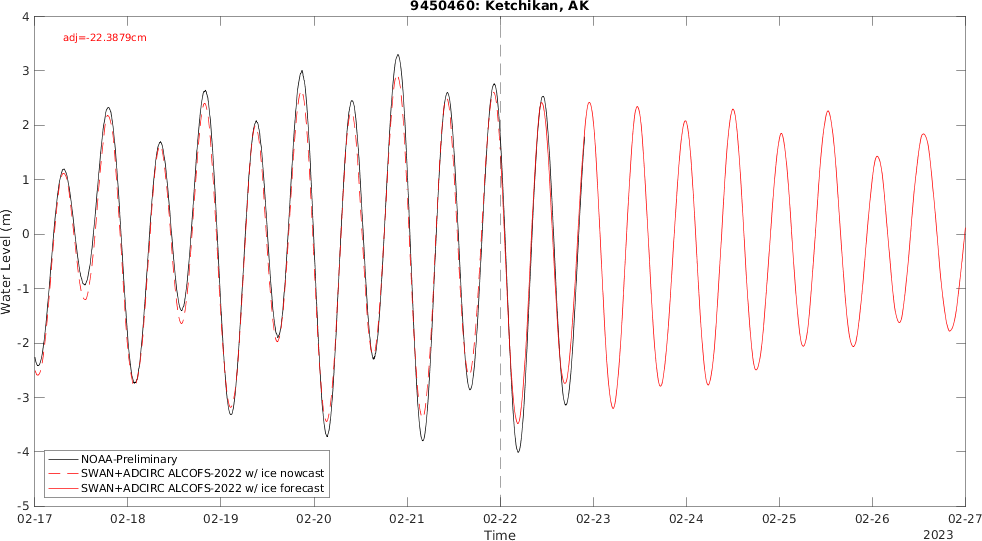 9450460: Ketchikan, AK
adj=-22.3879cm
4
3
2
1
0
-1
-2
-3
-4
-5
Water Level (m)
NOAA-Preliminary
SWAN+ADCIRC ALCOFS-2022 w/ ice nowcast
SWAN+ADCIRC ALCOFS-2022 w/ ice forecast
02-17 02-18 02-19 02-20 02-21 02-22 02-23 02-24 02-25 02-26 02-27
Time
2023